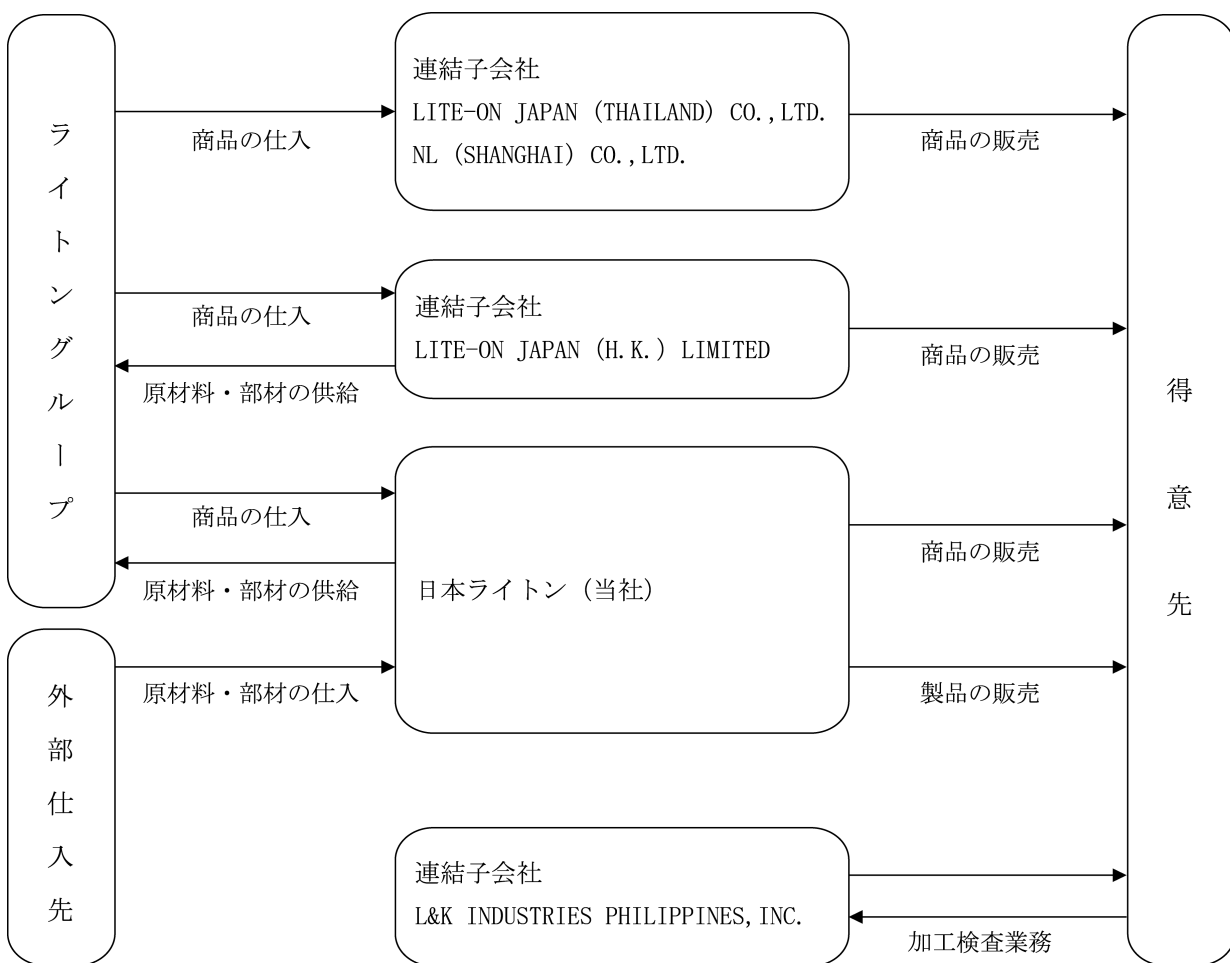 ライトングループ
商品の仕入
連結子会社
LITE-ON JAPAN (THAILAND) CO.,LTD.
NL (SHANGHAI) CO.,LTD.
商品の販売
商品の仕入
原材料・部材の供給
連結子会社
LITE-ON JAPAN (H.K.) LIMITED
商品の販売
商品の仕入
原材料・部材の供給
日本ライトン(当社)
商品の販売
製品の販売
得意先
外部仕入先
原材料・部材の仕入
連結子会社
L&K INDUSTRIES PHILIPPINES,INC.
加工検査業務